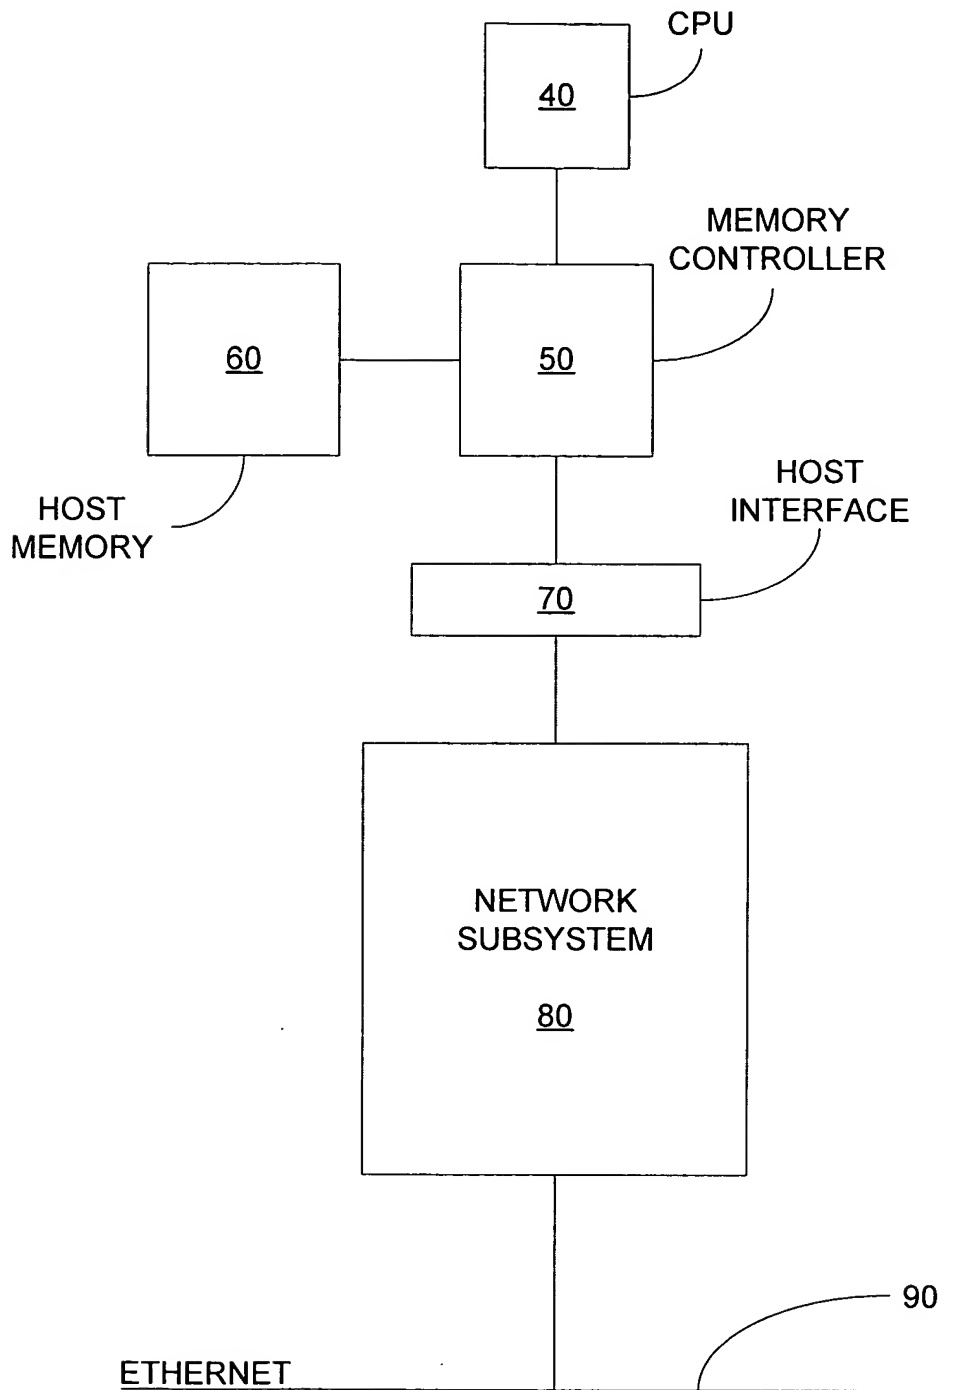 CPU
40
MEMORY
CONTROLLER
60
50
HOST
MEMORY
HOST
INTERFACE
70
NETWORK
SUBSYSTEM
80
90
ETHERNET